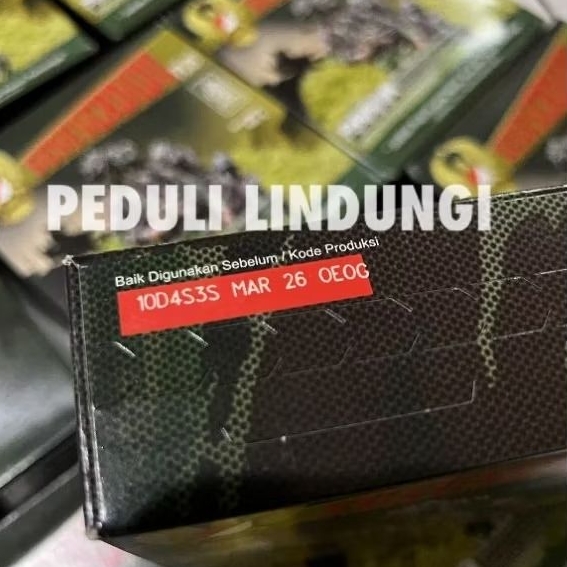 PEDULI LINDUNGI
Baik Digunakan Sebelum / Kode Produksi
10D4S3S MAR 26 OEOG